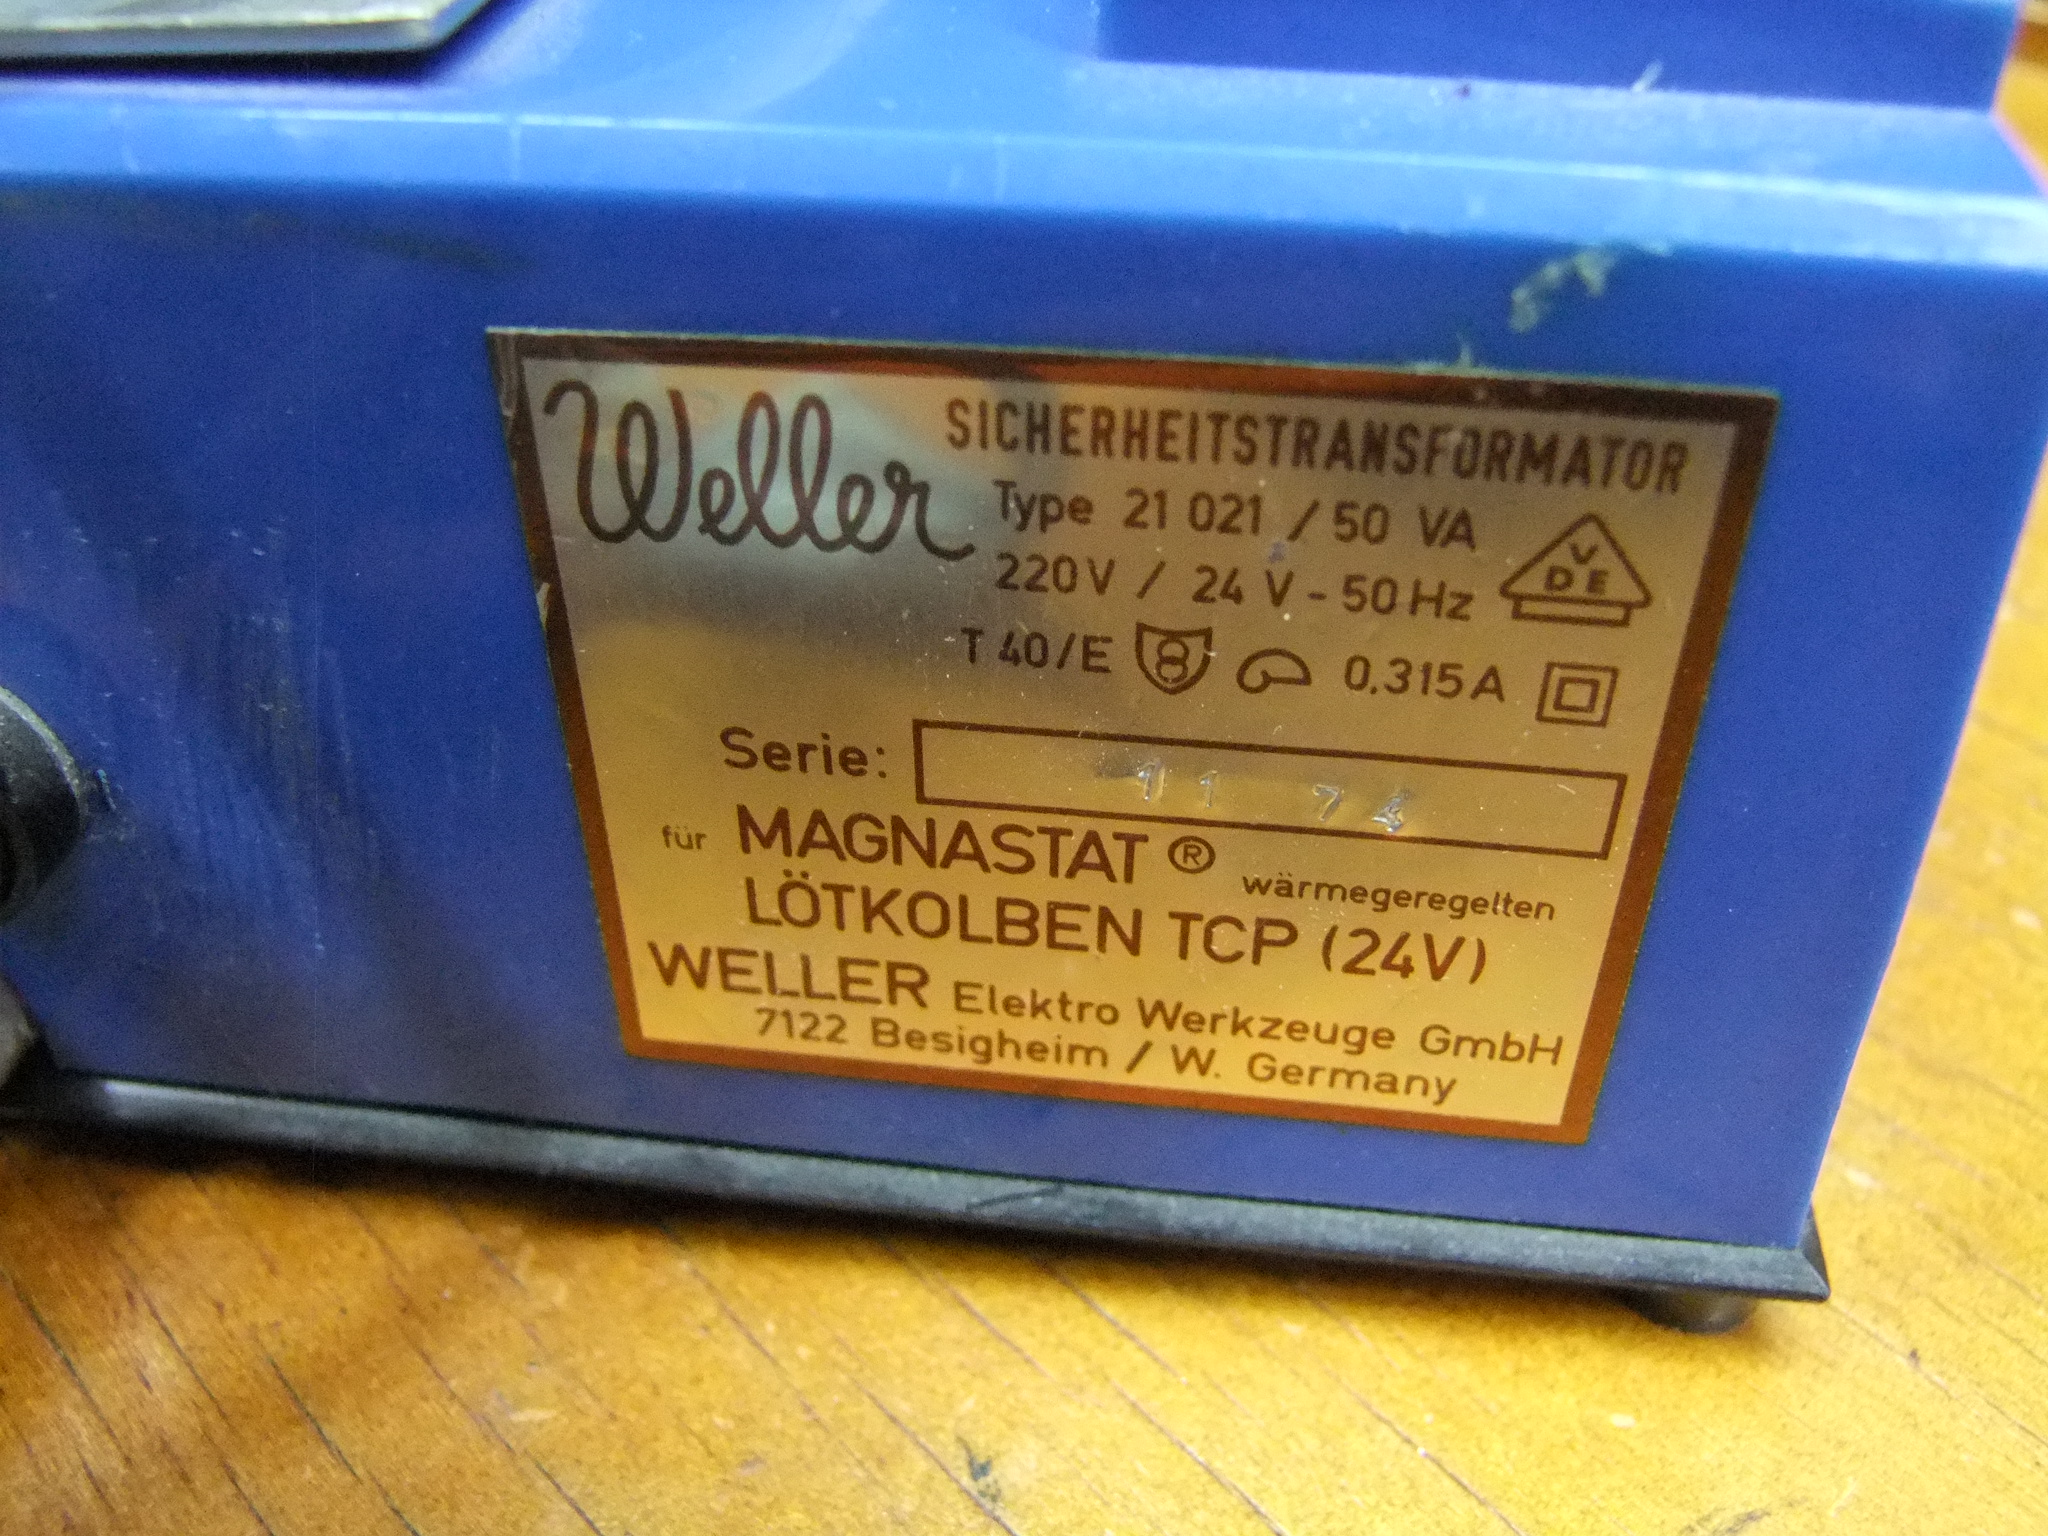 Weller
SICHERHEITSTRANSFORMATOR
Type 21 021 / 50 VA
220V / 24 V - 50 Hz
VDE
T 40/E 8 0,315 A
Serie: 11 74
für MAGNASTAT ® wärmegeregelten
LÖTKOLBEN TCP (24V)
WELLER Elektro Werkzeuge GmbH
7122 Besigheim / W. Germany